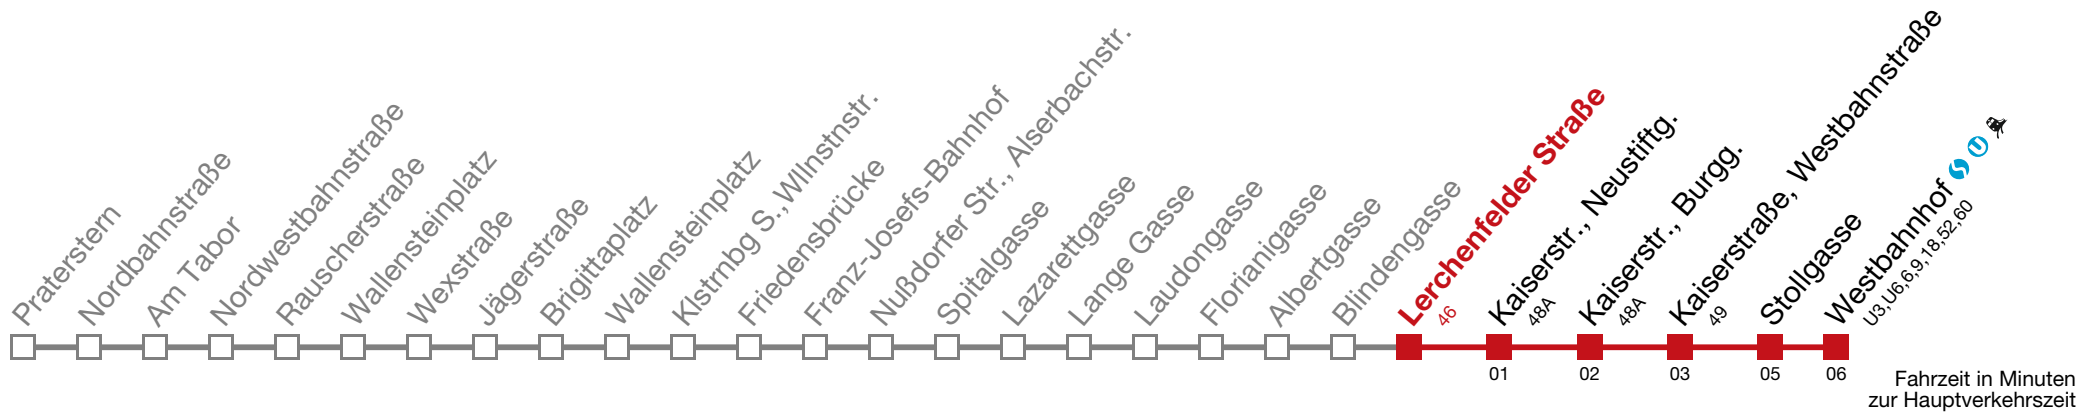 Praterstern
Nordbahnstraße
Am Tabor
Nordwestbahnstraße
Rauscherstraße
Wallensteinplatz
Wexstraße
Jägerstraße
Brigittaplatz
Wallensteinplatz
Klstrnbg S., Wllnstnstr.
Friedensbrücke
Franz-Josefs-Bahnhof
Nußdorfer Str., Alserbachstr.
Spitalgasse
Lazarettgasse
Lange Gasse
Laudongasse
Florianigasse
Albertgasse
Blindengasse
Lerchenfelder Straße
46
Kaiserstr., Neustiftg.
48A
Kaiserstr., Burgg.
48A
Kaiserstraße, Westbahnstraße
49
Stollgasse
Westbahnhof S U
U3,U6,6,9,18,52,60
01 02 03 05 06
Fahrzeit in Minuten
zur Hauptverkehrszeit